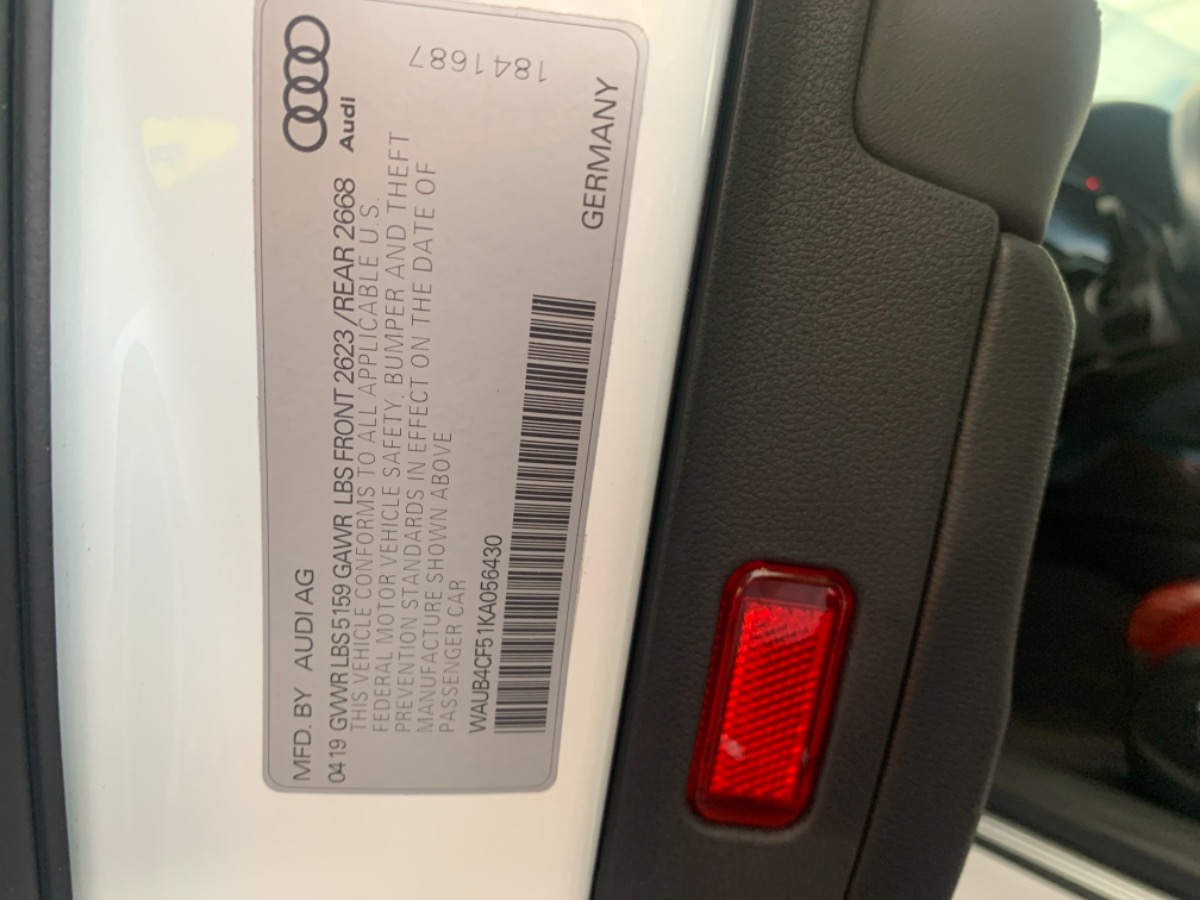 MFD. BY AUDI AG
Audi
04 19 GVWR LBS 5159 GAWR LBS FRONT 2623 / REAR 2668
THIS VEHICLE CONFORMS TO ALL APPLICABLE U.S.
FEDERAL MOTOR VEHICLE SAFETY, BUMPER AND THEFT
PREVENTION STANDARDS IN EFFECT ON THE DATE OF
MANUFACTURE SHOWN ABOVE
PASSENGER CAR
WAUB4CF51KA056430
1841687
GERMANY